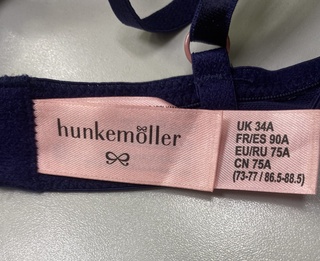 hunkemöller
UK 34A
FR/ES 90A
EU/RU 75A
CN 75A
(73-77 / 86.5-88.5)